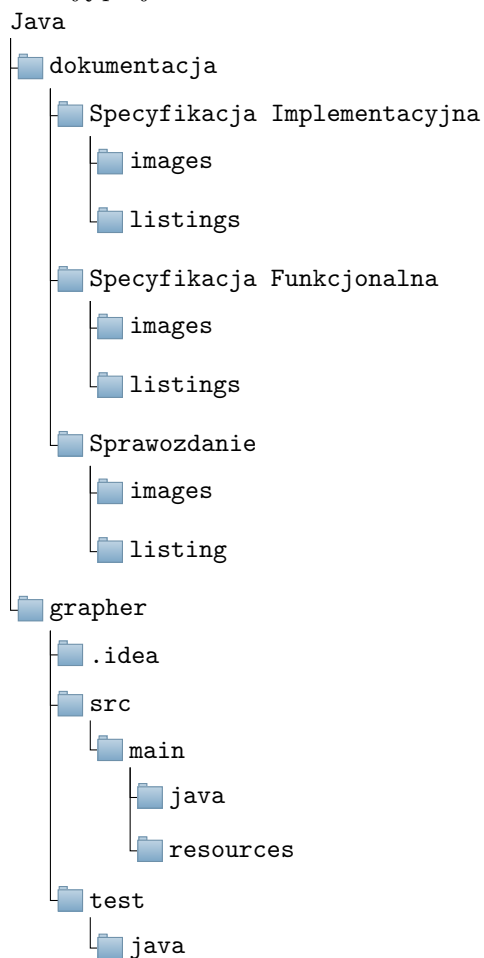 Java
dokumentacja
Specyfikacja Implementacyjna
images
listings
Specyfikacja Funkcjonalna
images
listings
Sprawozdanie
images
listing
grapher
.idea
src
main
java
resources
test
java